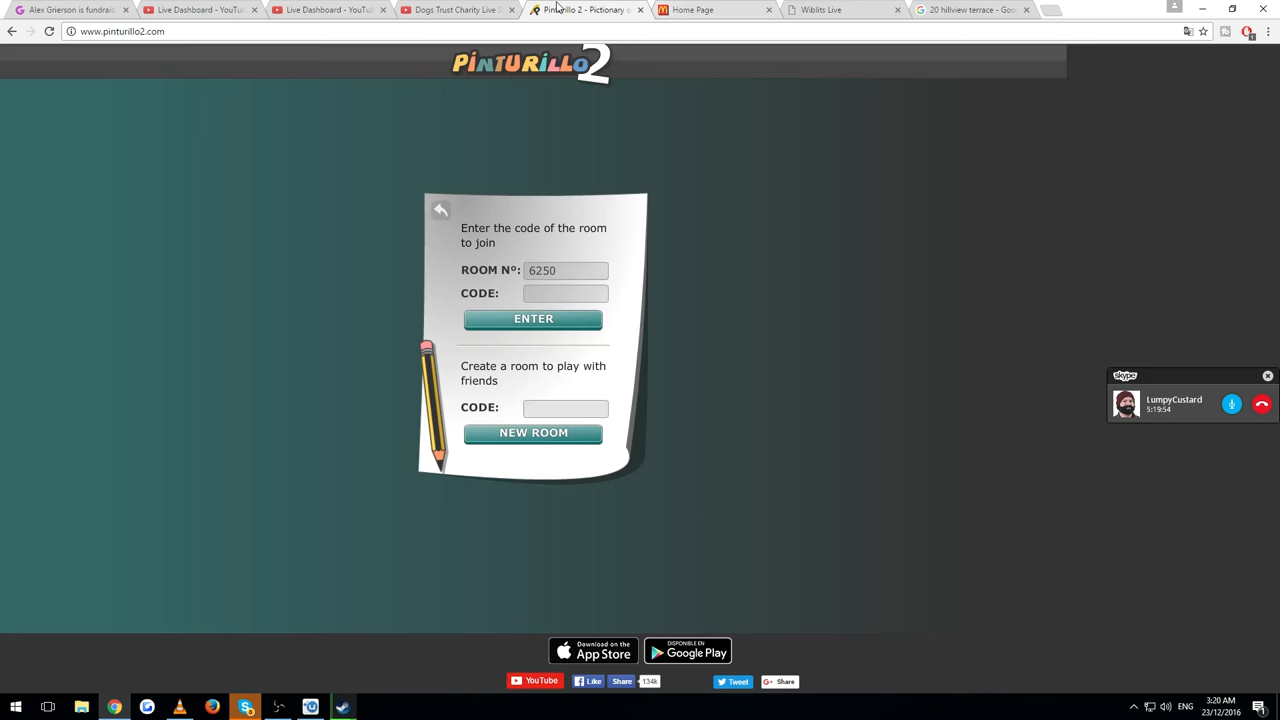 Alex Grierson is fundrais
Live Dashboard - YouTu
Live Dashboard - YouTu
Dogs Trust Charity Live S
Pinturillo 2 - Pictionary o
Home Page
Wiblits Live
20 hillview terrace - Goo
www.pinturillo2.com
PINTURILLO 2
Enter the code of the room
to join
ROOM Nº: 6250
CODE:
ENTER
Create a room to play with
friends
CODE:
NEW ROOM
skype
LumpyCustard
5:19:54
Download on the
App Store
DISPONIBLE EN
Google Play
YouTube
Like
Share
134k
Tweet
G+ Share
ENG
3:20 AM
23/12/2016